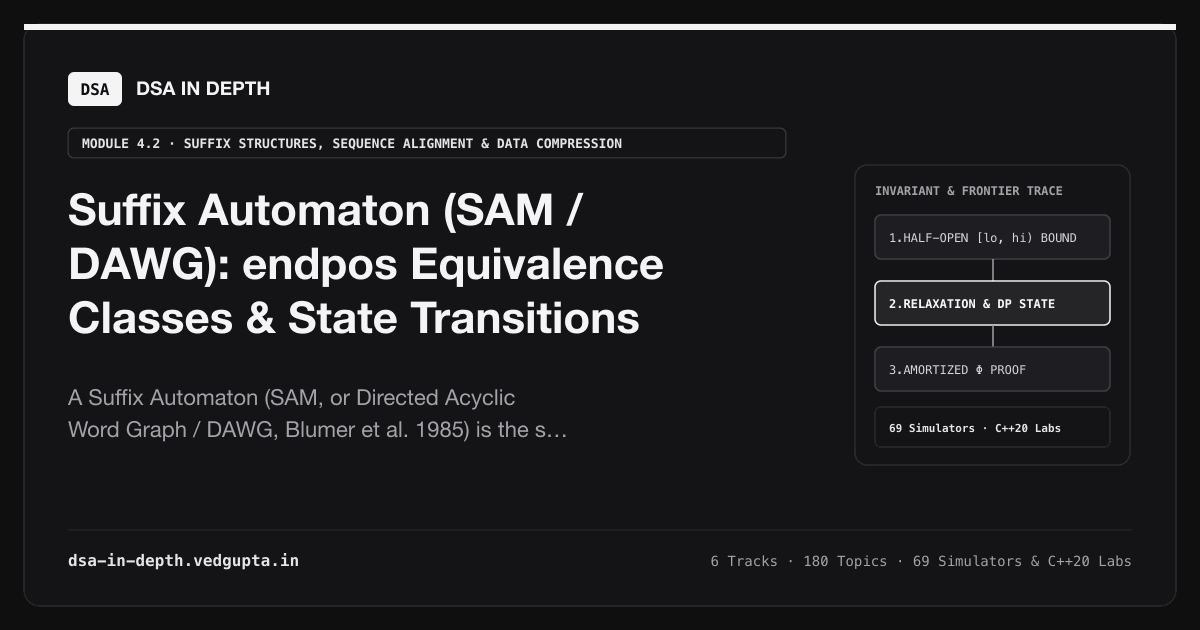 DSA
DSA IN DEPTH
MODULE 4.2 · SUFFIX STRUCTURES, SEQUENCE ALIGNMENT & DATA COMPRESSION
Suffix Automaton (SAM /
DAWG): endpos Equivalence
Classes & State Transitions
A Suffix Automaton (SAM, or Directed Acyclic
Word Graph / DAWG, Blumer et al. 1985) is the s…
INVARIANT & FRONTIER TRACE
1.HALF-OPEN [lo, hi) BOUND
2.RELAXATION & DP STATE
3.AMORTIZED Φ PROOF
69 Simulators · C++20 Labs
dsa-in-depth.vedgupta.in
6 Tracks · 180 Topics · 69 Simulators & C++20 Labs